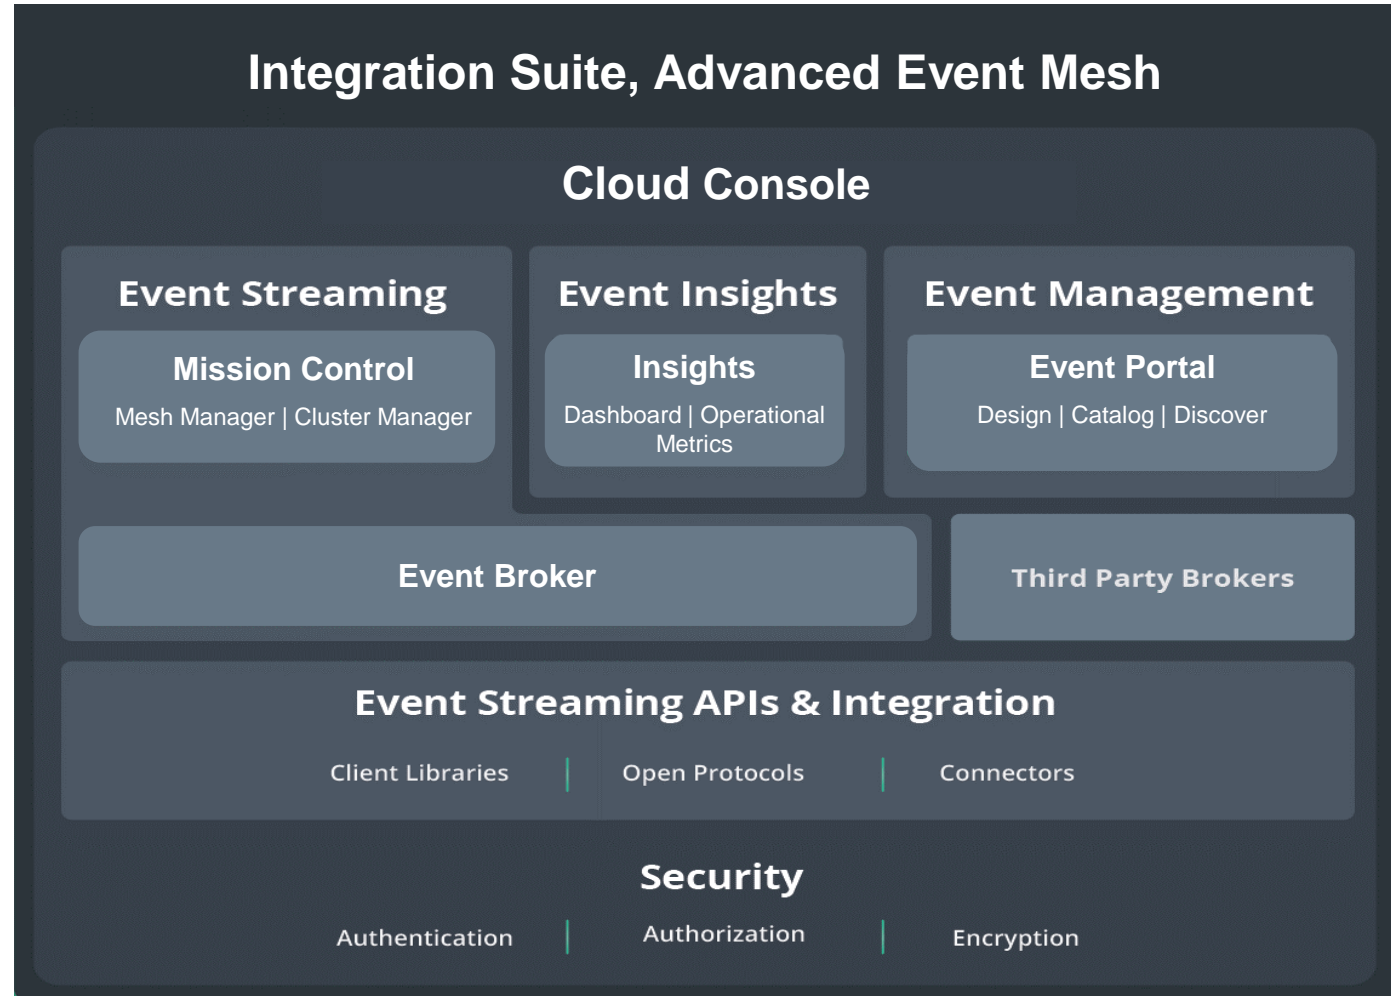 Integration Suite, Advanced Event Mesh
Cloud Console
Event Streaming
Mission Control
Mesh Manager | Cluster Manager
Event Insights
Insights
Dashboard | Operational
Metrics
Event Management
Event Portal
Design | Catalog | Discover
Event Broker
Third Party Brokers
Event Streaming APIs & Integration
Client Libraries | Open Protocols | Connectors
Security
Authentication | Authorization | Encryption